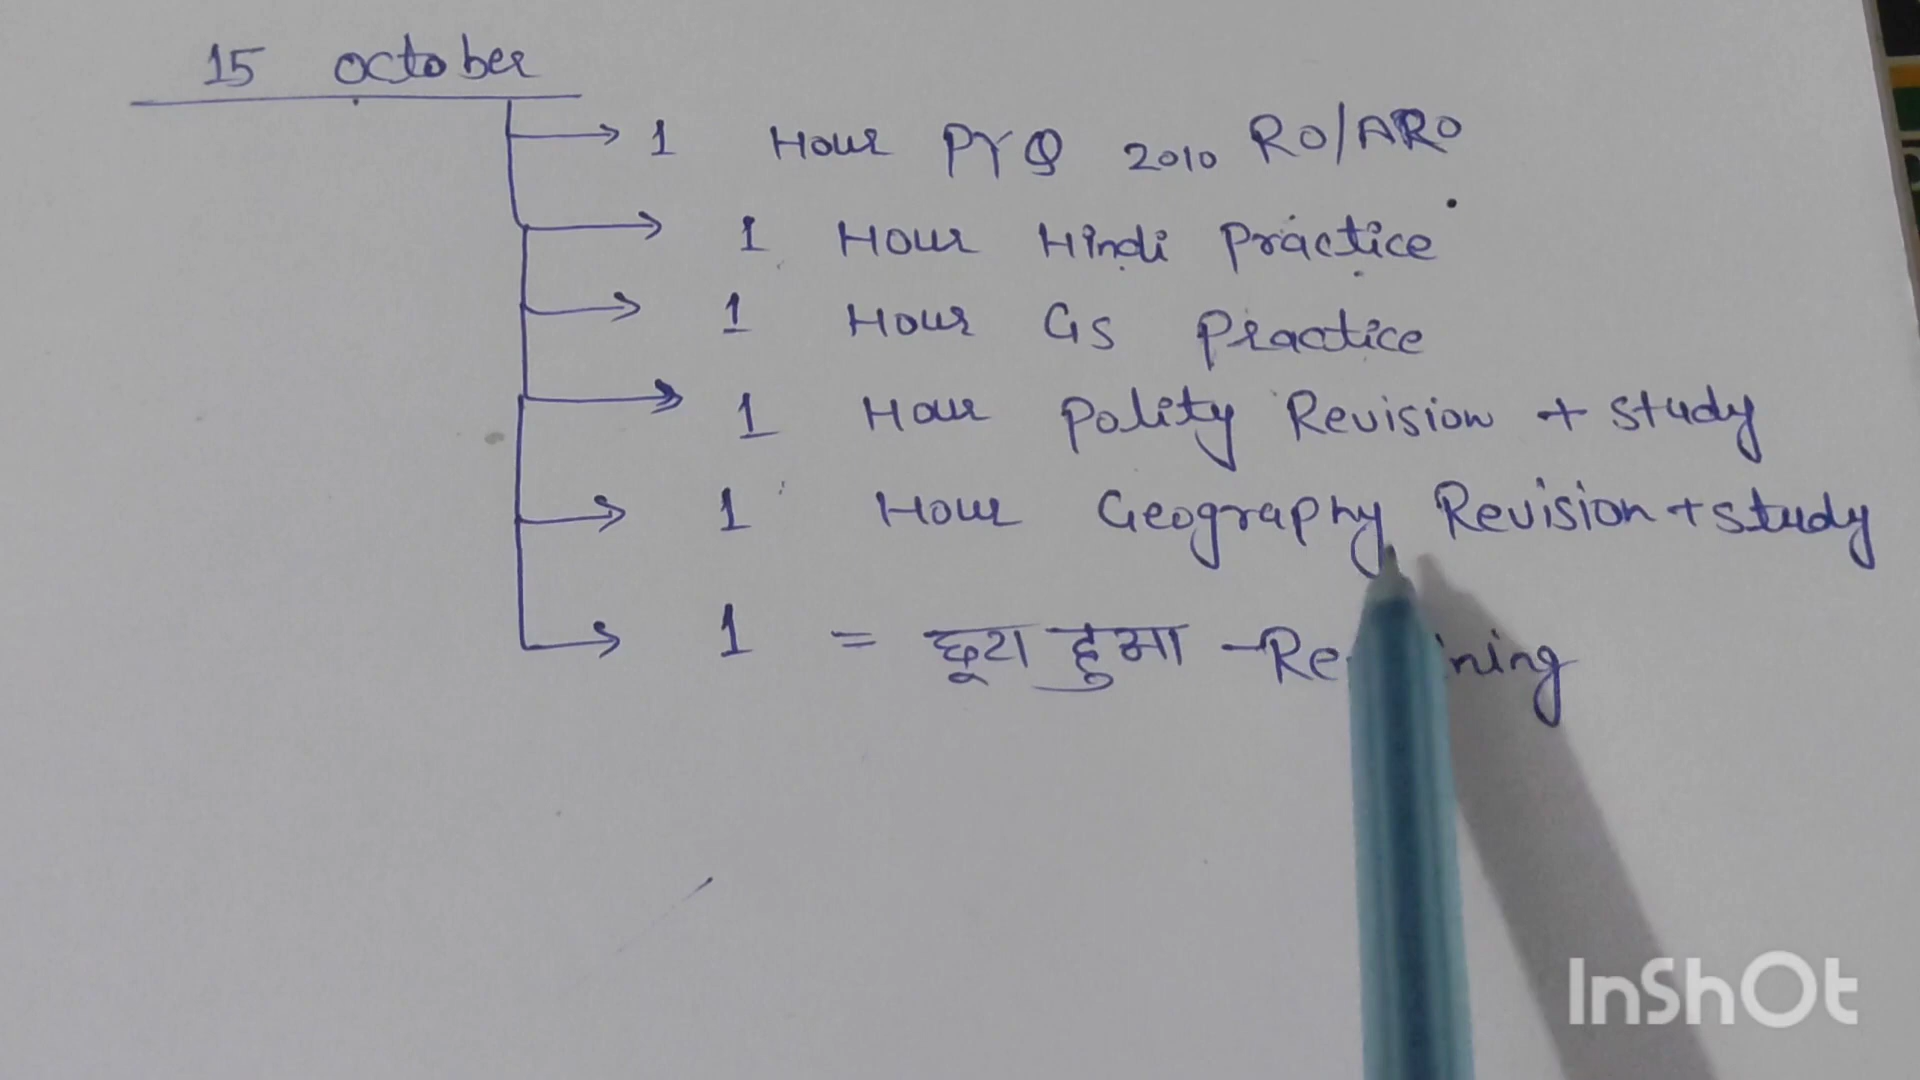 15 october
1 Hour PYQ 2010 RO/ARO
1 Hour Hindi Practice
1 Hour GS Practice
1 Hour Polity Revision + study
1 Hour Geography Revision + study
1 = छूटा हुआ -
InShOt